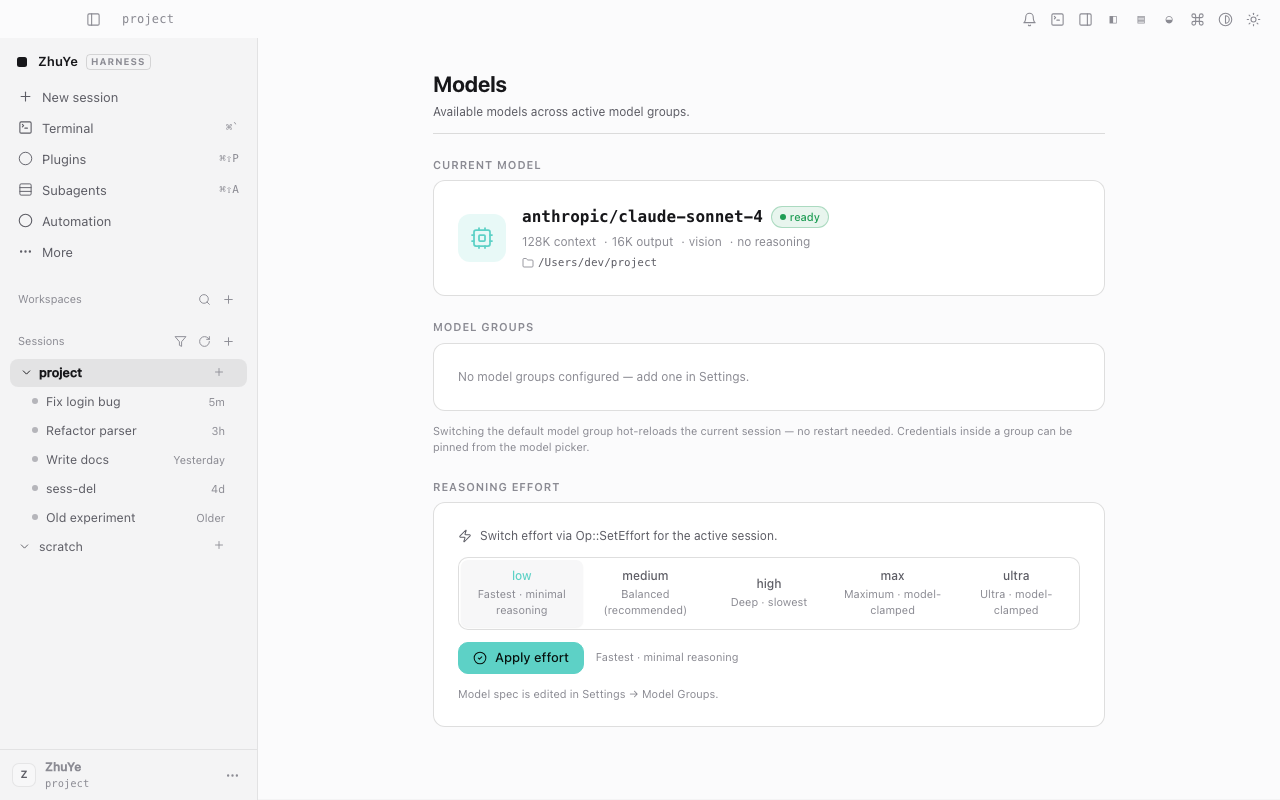 project
ZhuYe HARNESS
New session
Terminal ⌘`
Plugins ⌘⇧P
Subagents ⌘⇧A
Automation
More
Workspaces
Sessions
project
Fix login bug 5m
Refactor parser 3h
Write docs Yesterday
sess-del 4d
Old experiment Older
scratch
Z
ZhuYe
project
Models
Available models across active model groups.
CURRENT MODEL
anthropic/claude-sonnet-4 ready
128K context · 16K output · vision · no reasoning
/Users/dev/project
MODEL GROUPS
No model groups configured — add one in Settings.
Switching the default model group hot-reloads the current session — no restart needed. Credentials inside a group can be
pinned from the model picker.
REASONING EFFORT
Switch effort via Op::SetEffort for the active session.
low
Fastest · minimal
reasoning
medium
Balanced
(recommended)
high
Deep · slowest
max
Maximum · model-
clamped
ultra
Ultra · model-
clamped
Apply effort Fastest · minimal reasoning
Model spec is edited in Settings → Model Groups.